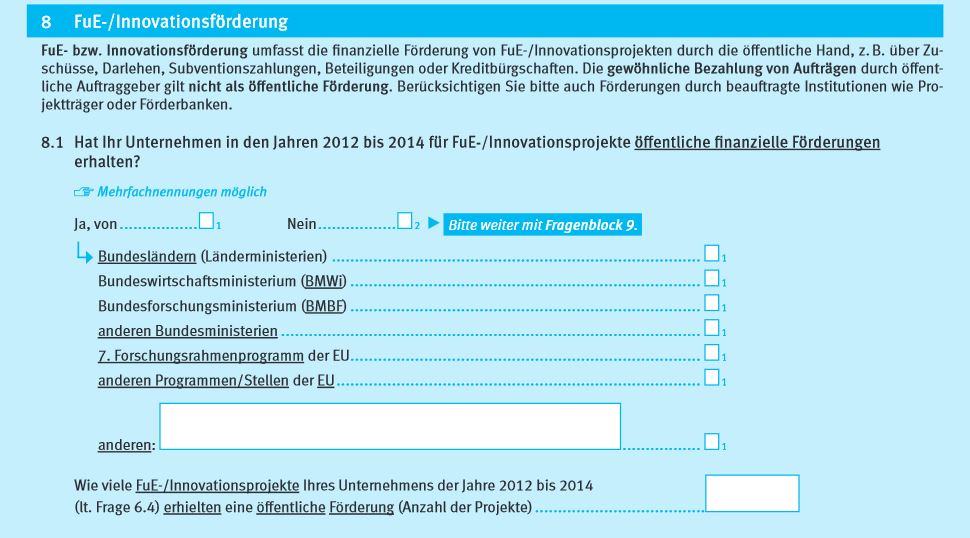 8 FuE-/Innovationsförderung
FuE- bzw. Innovationsförderung umfasst die finanzielle Förderung von FuE-/Innovationsprojekten durch die öffentliche Hand, z. B. über Zu-
schüsse, Darlehen, Subventionszahlungen, Beteiligungen oder Kreditbürgschaften. Die gewöhnliche Bezahlung von Aufträgen durch öffent-
liche Auftraggeber gilt nicht als öffentliche Förderung. Berücksichtigen Sie bitte auch Förderungen durch beauftragte Institutionen wie Pro-
jektträger oder Förderbanken.
8.1 Hat Ihr Unternehmen in den Jahren 2012 bis 2014 für FuE-/Innovationsprojekte öffentliche finanzielle Förderungen
erhalten?
Mehrfachnennungen möglich
Ja, von 1 Nein 2 Bitte weiter mit Fragenblock 9.
Bundesländern (Länderministerien) 1
Bundeswirtschaftsministerium (BMWi) 1
Bundesforschungsministerium (BMBF) 1
anderen Bundesministerien 1
7. Forschungsrahmenprogramm der EU 1
anderen Programmen/Stellen der EU 1
anderen: 1
Wie viele FuE-/Innovationsprojekte Ihres Unternehmens der Jahre 2012 bis 2014
(lt. Frage 6.4) erhielten eine öffentliche Förderung (Anzahl der Projekte)